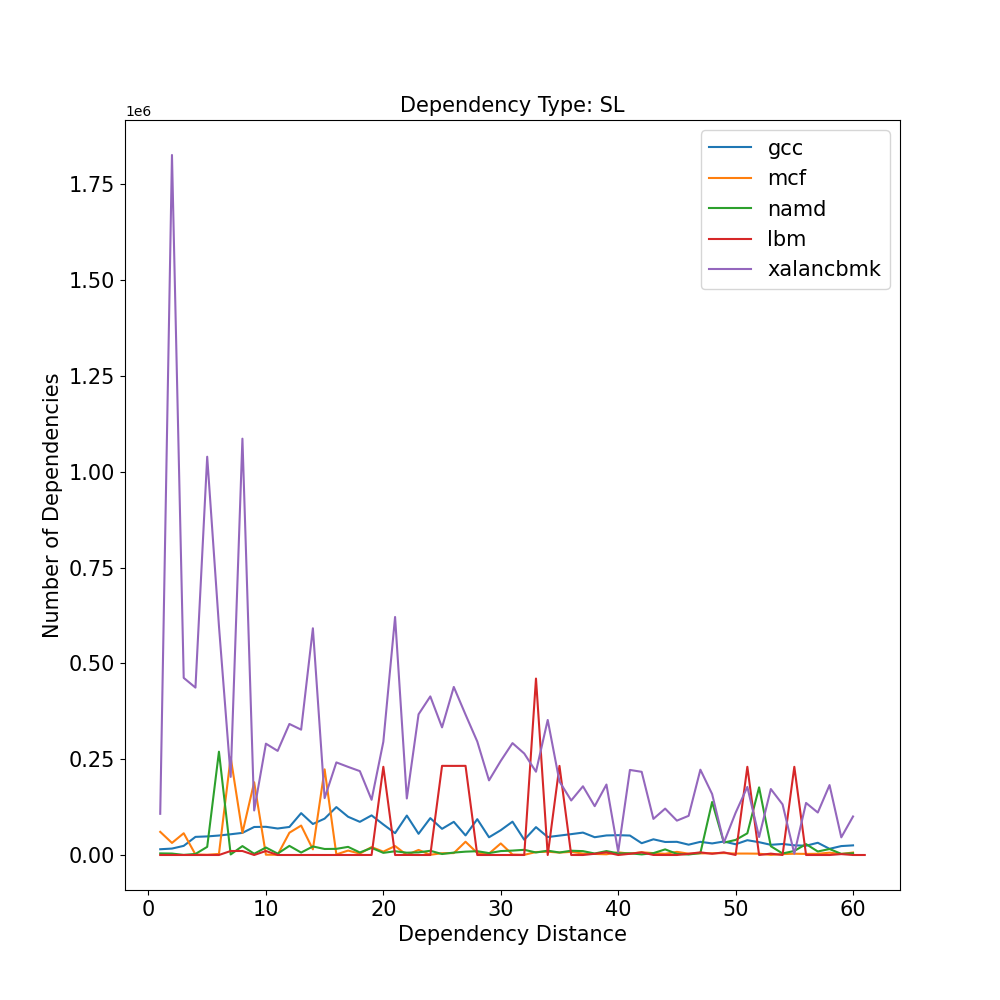 Dependency Type: SL
1e6
gcc
mcf
namd
lbm
xalancbmk
1.75
1.50
1.25
1.00
0.75
0.50
0.25
0.00
Number of Dependencies
0 10 20 30 40 50 60
Dependency Distance